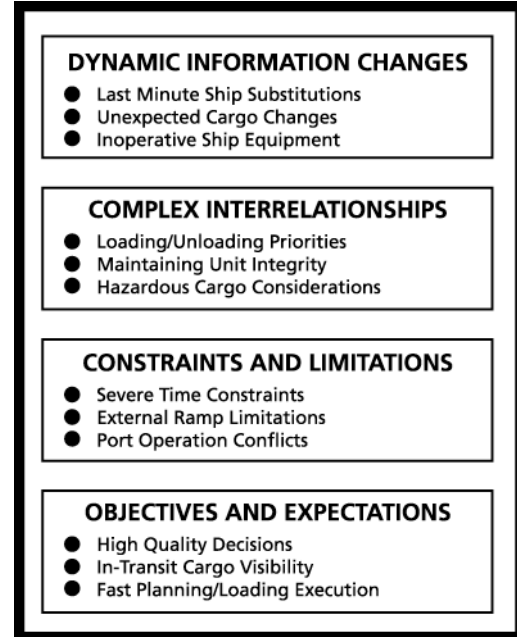 DYNAMIC INFORMATION CHANGES
● Last Minute Ship Substitutions
● Unexpected Cargo Changes
● Inoperative Ship Equipment
COMPLEX INTERRELATIONSHIPS
● Loading/Unloading Priorities
● Maintaining Unit Integrity
● Hazardous Cargo Considerations
CONSTRAINTS AND LIMITATIONS
● Severe Time Constraints
● External Ramp Limitations
● Port Operation Conflicts
OBJECTIVES AND EXPECTATIONS
● High Quality Decisions
● In-Transit Cargo Visibility
● Fast Planning/Loading Execution